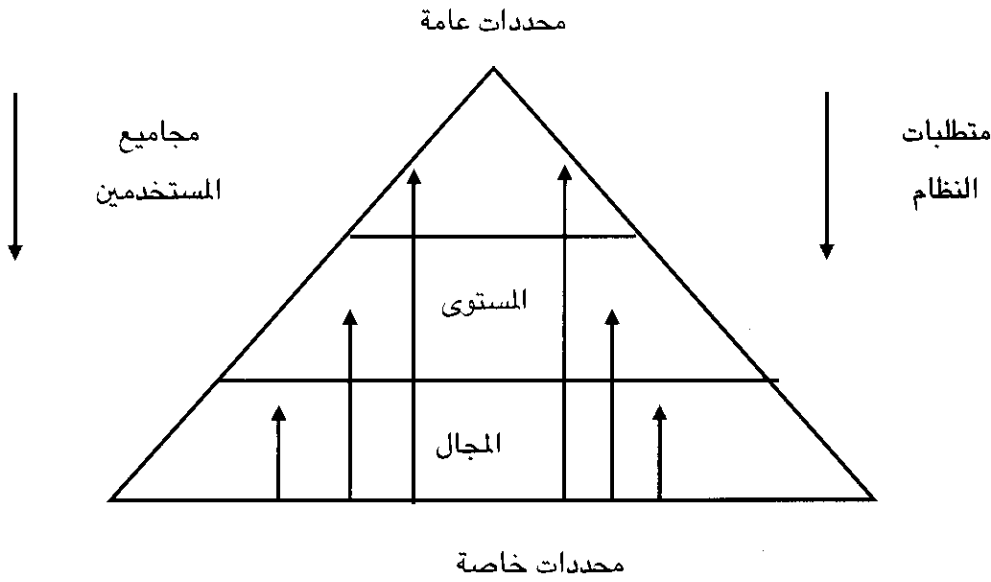 محددات عامة
متطلبات
النظام
مجاميع
المستخدمين
المستوى
المجال
محددات خاصة